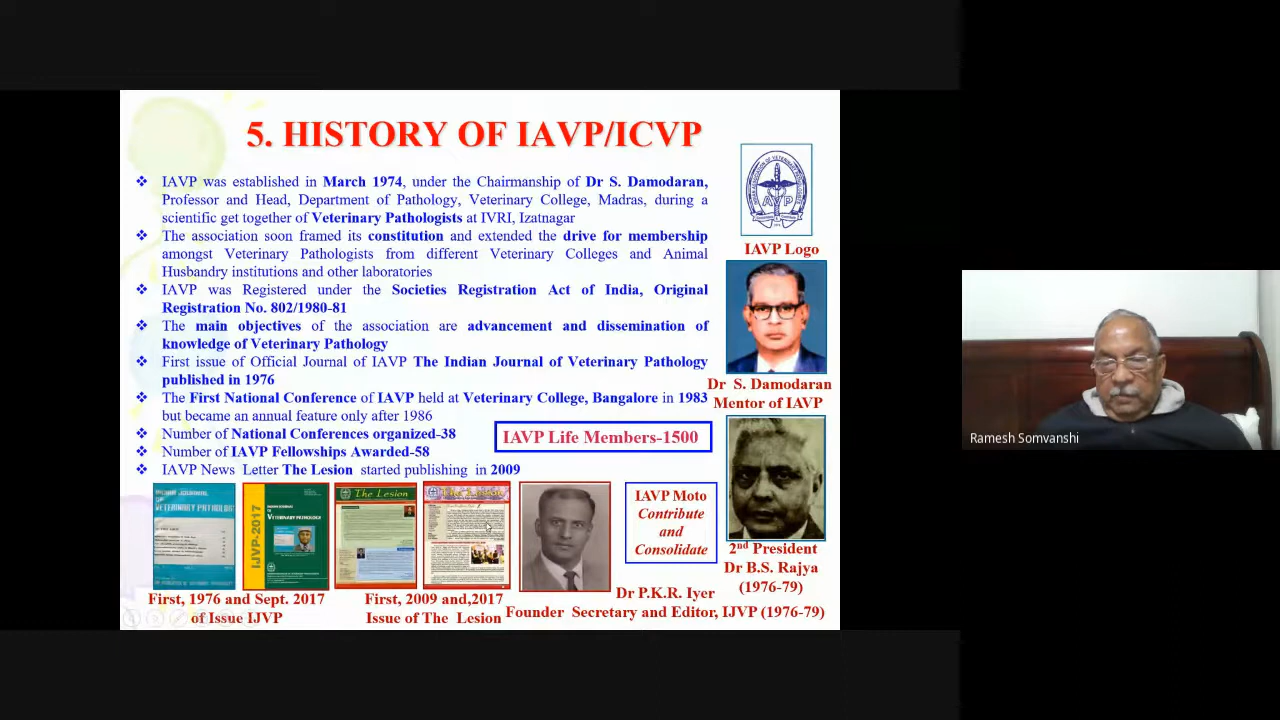 5. HISTORY OF IAVP/ICVP
❖ IAVP was established in March 1974, under the Chairmanship of Dr S. Damodaran,
Professor and Head, Department of Pathology, Veterinary College, Madras, during a
scientific get together of Veterinary Pathologists at IVRI, Izatnagar
❖ The association soon framed its constitution and extended the drive for membership
amongst Veterinary Pathologists from different Veterinary Colleges and Animal
Husbandry institutions and other laboratories
❖ IAVP was Registered under the Societies Registration Act of India, Original
Registration No. 802/1980-81
❖ The main objectives of the association are advancement and dissemination of
knowledge of Veterinary Pathology
❖ First issue of Official Journal of IAVP The Indian Journal of Veterinary Pathology
published in 1976
❖ The First National Conference of IAVP held at Veterinary College, Bangalore in 1983
but became an annual feature only after 1986
❖ Number of National Conferences organized-38
❖ Number of IAVP Fellowships Awarded-58
❖ IAVP News Letter The Lesion started publishing in 2009
IAVP Life Members-1500
IAVP Logo
Dr S. Damodaran
Mentor of IAVP
2nd President
Dr B.S. Rajya
(1976-79)
INDIAN JOURNAL
OF
VETERINARY PATHOLOGY
IJVP-2017
VETERINARY PATHOLOGY
The Lesion
The Lesion
IAVP Moto
Contribute
and
Consolidate
First, 1976 and Sept. 2017
of Issue IJVP
First, 2009 and,2017
Issue of The Lesion
Dr P.K.R. Iyer
Founder Secretary and Editor, IJVP (1976-79)
Ramesh Somvanshi